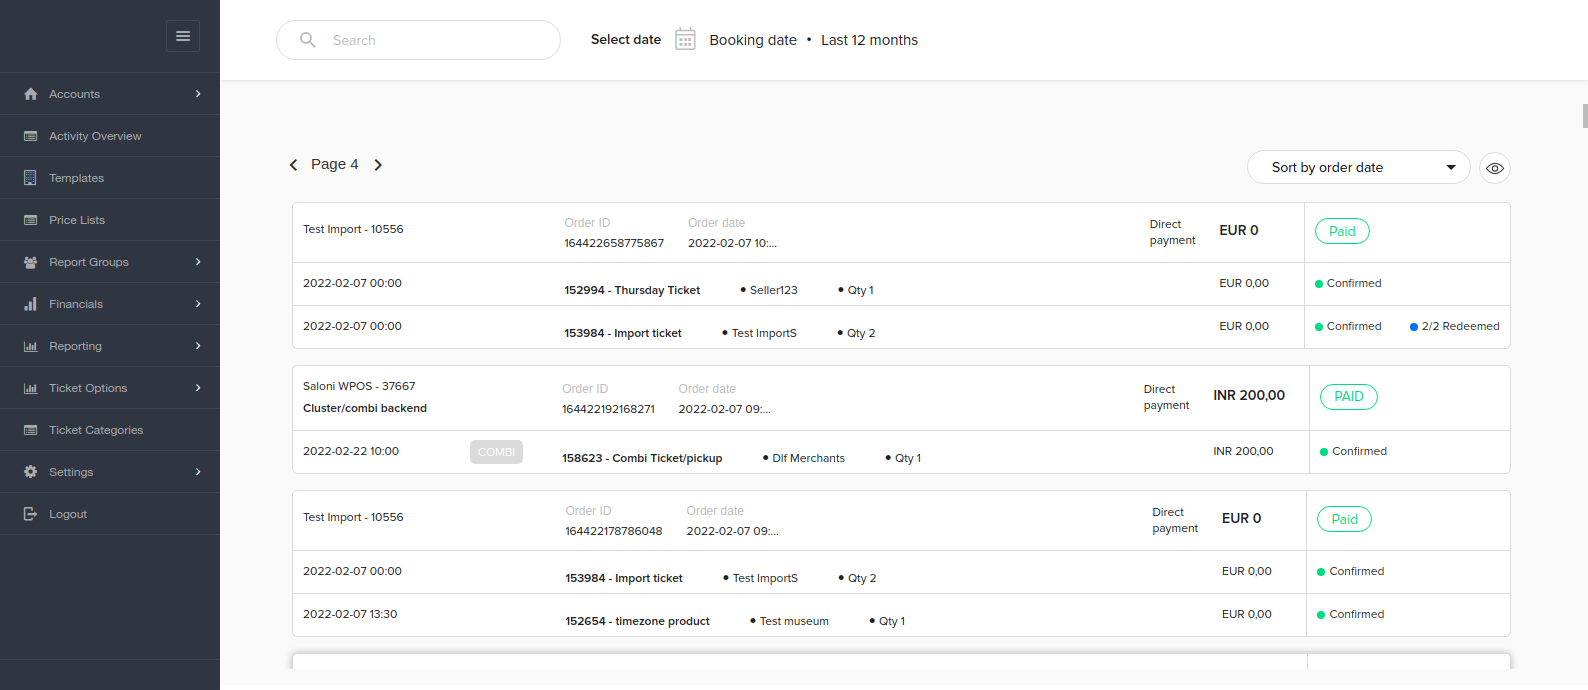 Search
Select date Booking date • Last 12 months
Accounts
Activity Overview
Templates
Price Lists
Report Groups
Financials
Reporting
Ticket Options
Ticket Categories
Settings
Logout
Page 4
Sort by order date
Test Import - 10556 Order ID Order date Direct payment EUR 0 Paid
164422658775867 2022-02-07 10:...
2022-02-07 00:00 152994 - Thursday Ticket • Seller123 • Qty 1 EUR 0,00 Confirmed
2022-02-07 00:00 153984 - Import ticket • Test ImportS • Qty 2 EUR 0,00 Confirmed 2/2 Redeemed
Saloni WPOS - 37667 Order ID Order date Direct payment INR 200,00 PAID
Cluster/combi backend 164422192168271 2022-02-07 09:...
2022-02-22 10:00 COMBI 158623 - Combi Ticket/pickup • Dlf Merchants • Qty 1 INR 200,00 Confirmed
Test Import - 10556 Order ID Order date Direct payment EUR 0 Paid
164422178786048 2022-02-07 09:...
2022-02-07 00:00 153984 - Import ticket • Test ImportS • Qty 2 EUR 0,00 Confirmed
2022-02-07 13:30 152654 - timezone product • Test museum • Qty 1 EUR 0,00 Confirmed